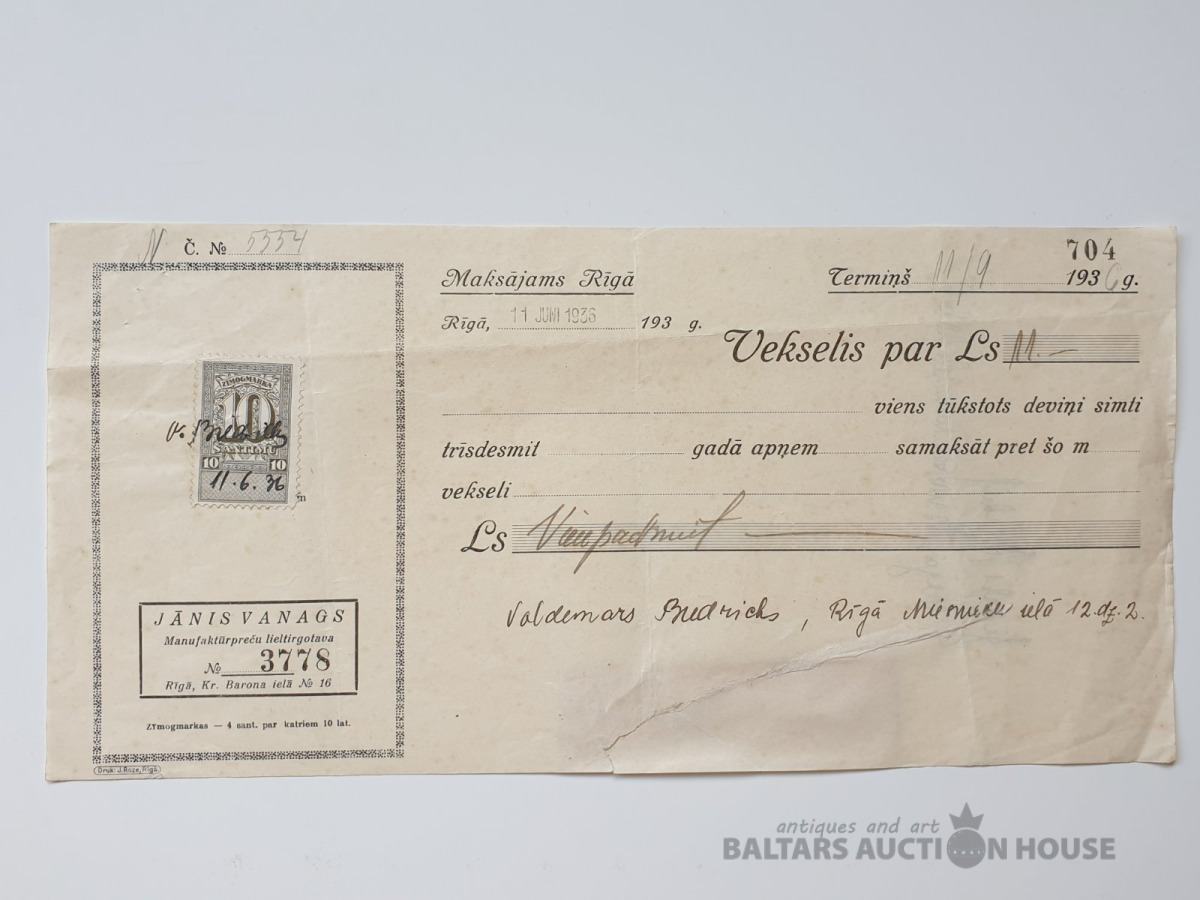 N Č. № 5554
ZĪMOGMARKA
10
SANTIMU
10 10
11.6.36
m
JĀNIS VANAGS
Manufaktūrpreču lieltirgotava
№ 3778
Rīgā, Kr. Barona ielā № 16
Zīmogmarkas — 4 sant. par katriem 10 lat.
Druk. J. Roze, Rīgā
704
Maksājams Rīgā
Termiņš 11/9 1936 g.
Rīgā, 11 JUNI 1936 193 g.
Vekselis par Ls 11.—
viens tūkstots deviņi simti
trīsdesmit gadā apņem samaksāt pret šo m
vekseli
Ls Vienpadsmit —
Valdemars Budrichs, Rīgā ielā 12 dz. 2.
antiques and art
BALTARS AUCTION HOUSE